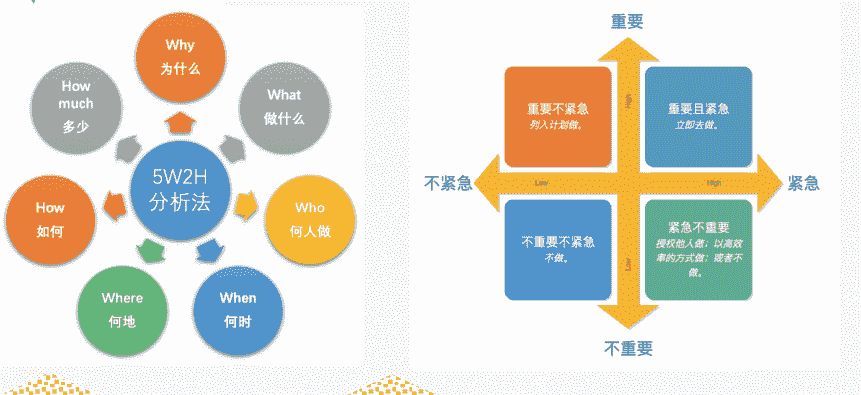 Why
为什么
What
做什么
Who
何人做
When
何时
Where
何地
How
如何
How
much
多少
5W2H
分析法
重要
不紧急
紧急
不重要
High
Low
Low
High
重要不紧急
列入计划做。
重要且紧急
立即去做。
不重要不紧急
不做。
紧急不重要
授权他人做；以高效
率的方式做；或者不
做。